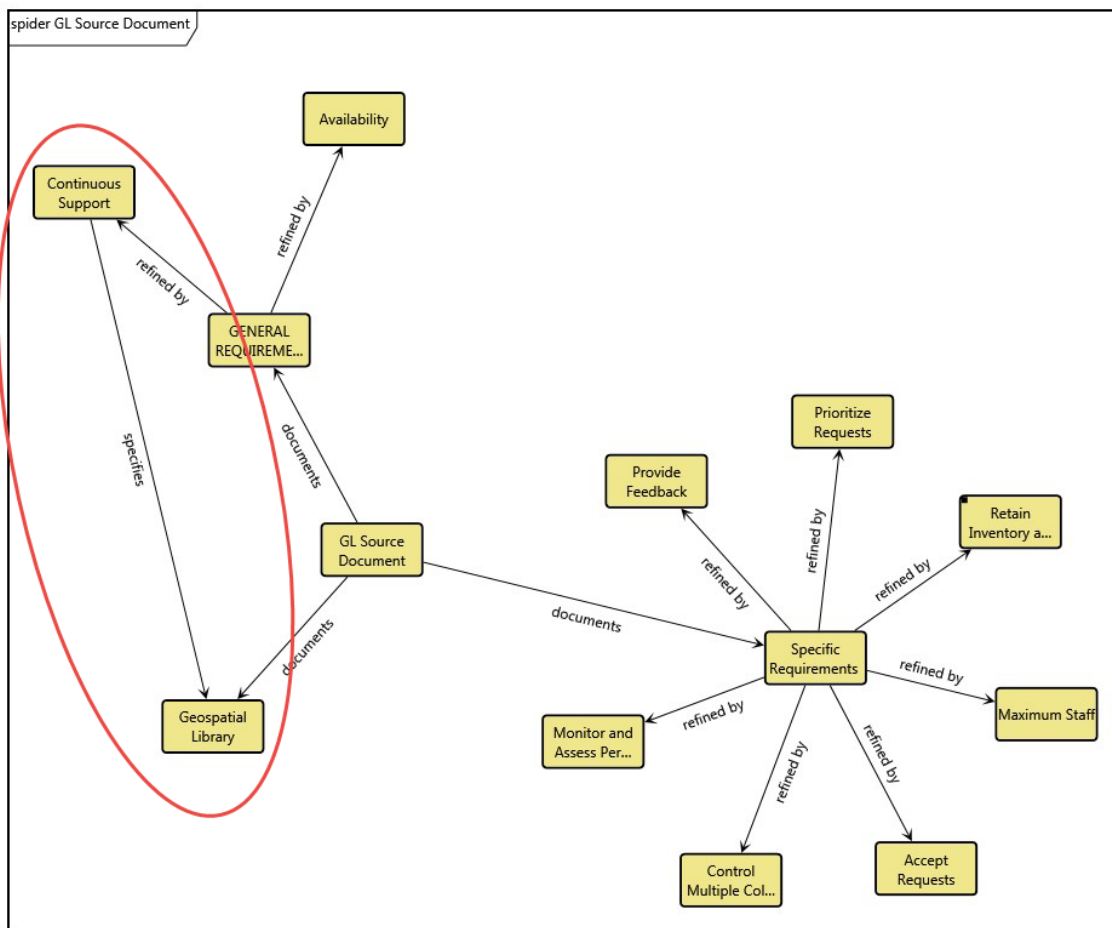 spider GL Source Document
Availability
Continuous
Support
refined by
refined by
GENERAL
REQUIREME...
specifies
documents
Prioritize
Requests
Provide
Feedback
Retain
Inventory a...
GL Source
Document
refined by
refined by
refined by
documents
documents
Specific
Requirements
refined by
Geospatial
Library
Maximum Staff
refined by
Monitor and
Assess Per...
refined by
refined by
Control
Multiple Col...
Accept
Requests